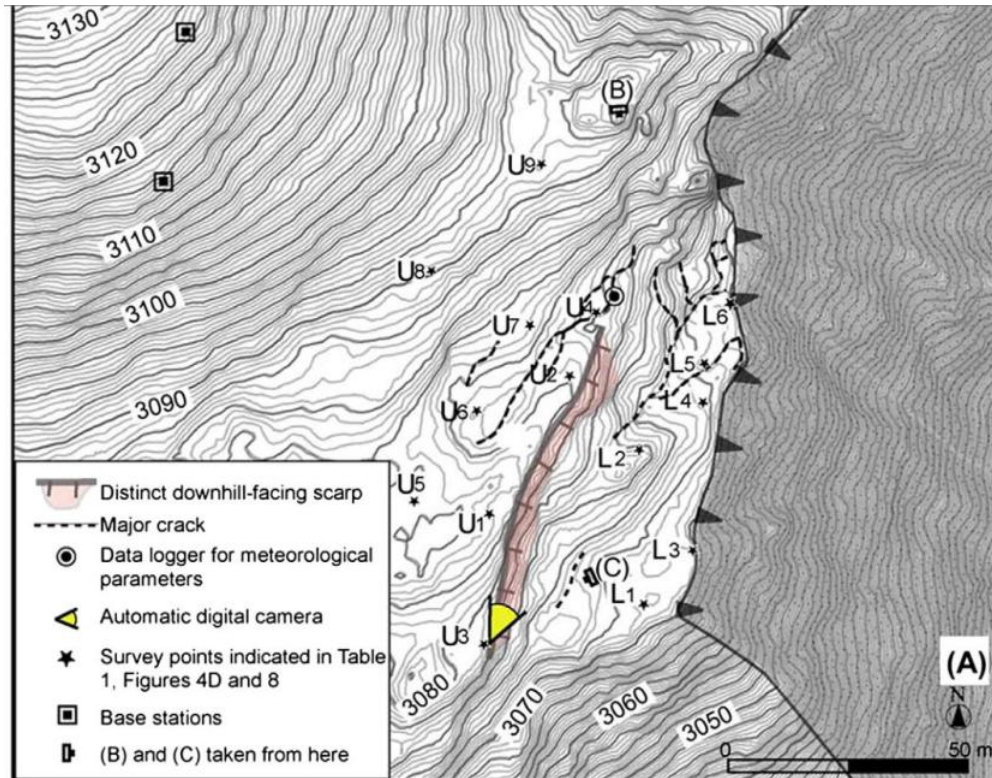 3130
(B)
3120
U9
3110
U8
3100
U4
L6
U7
U2
L5
3090
U6
L4
L2
U5
U1
L3
(C)
L1
U3
3080
3070
3060
3050
Distinct downhill-facing scarp
Major crack
Data logger for meteorological
parameters
Automatic digital camera
Survey points indicated in Table
1, Figures 4D and 8
Base stations
(B) and (C) taken from here
(A)
N
0 50 m